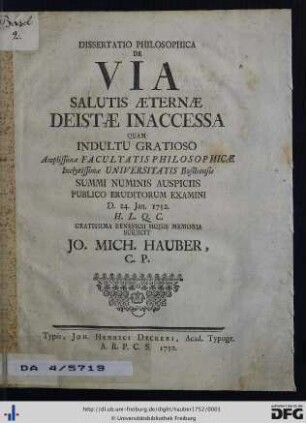 Basel
2.
DISSERTATIO PHILOSOPHICA
DE
VIA
SALUTIS ÆTERNÆ
DEISTÆ INACCESSA
QUAM
INDULTU GRATIOSO
Amplissimæ FACULTATIS PHILOSOPHICÆ
Inclytissimæ UNIVERSITATIS Basileensis
SUMMI NUMINIS AUSPICIIS
PUBLICO ERUDITORUM EXAMINI
D. 24. Jan. 1752.
H. L. Q. C.
GRATISSIMA BENEFICII HUJUS MEMORIA
SUBJICIT
JO. MICH. HAUBER,
C. P.
Typis, JOH. HENRICI DECKERI, Acad. Typogr.
A. R. P. C. S. 1752.
DA 4/5719
http://dl.ub.uni-freiburg.de/diglit/hauber1752/0001
© Universitätsbibliothek Freiburg
gefördert durch die
DFG